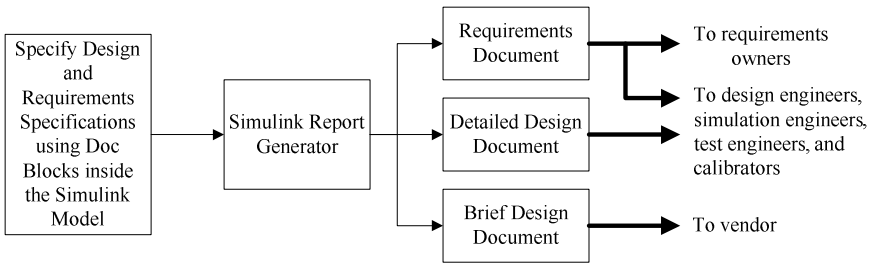 Specify Design
and
Requirements
Specifications
using Doc
Blocks inside
the Simulink
Model
Simulink Report
Generator
Requirements
Document
Detailed Design
Document
Brief Design
Document
To requirements
owners
To design engineers,
simulation engineers,
test engineers, and
calibrators
To vendor